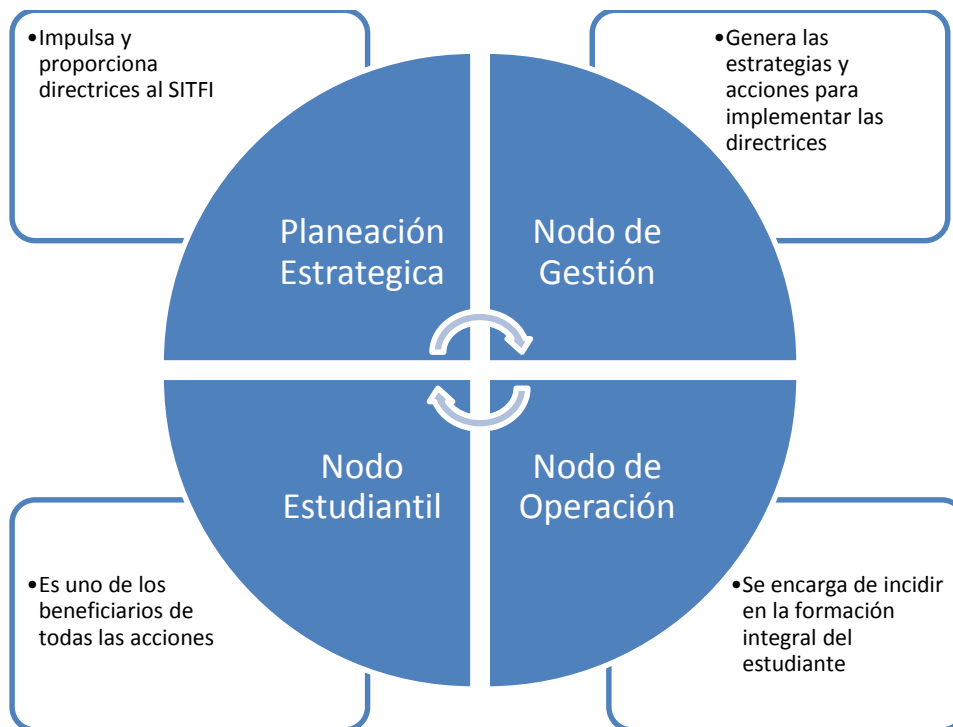 •Impulsa y
proporciona
directrices al SITFI
•Genera las
estrategias y
acciones para
implementar las
directrices
Planeación
Estrategica
Nodo de
Gestión
Nodo
Estudiantil
Nodo de
Operación
•Es uno de los
beneficiarios de
todas las acciones
•Se encarga de incidir
en la formación
integral del
estudiante